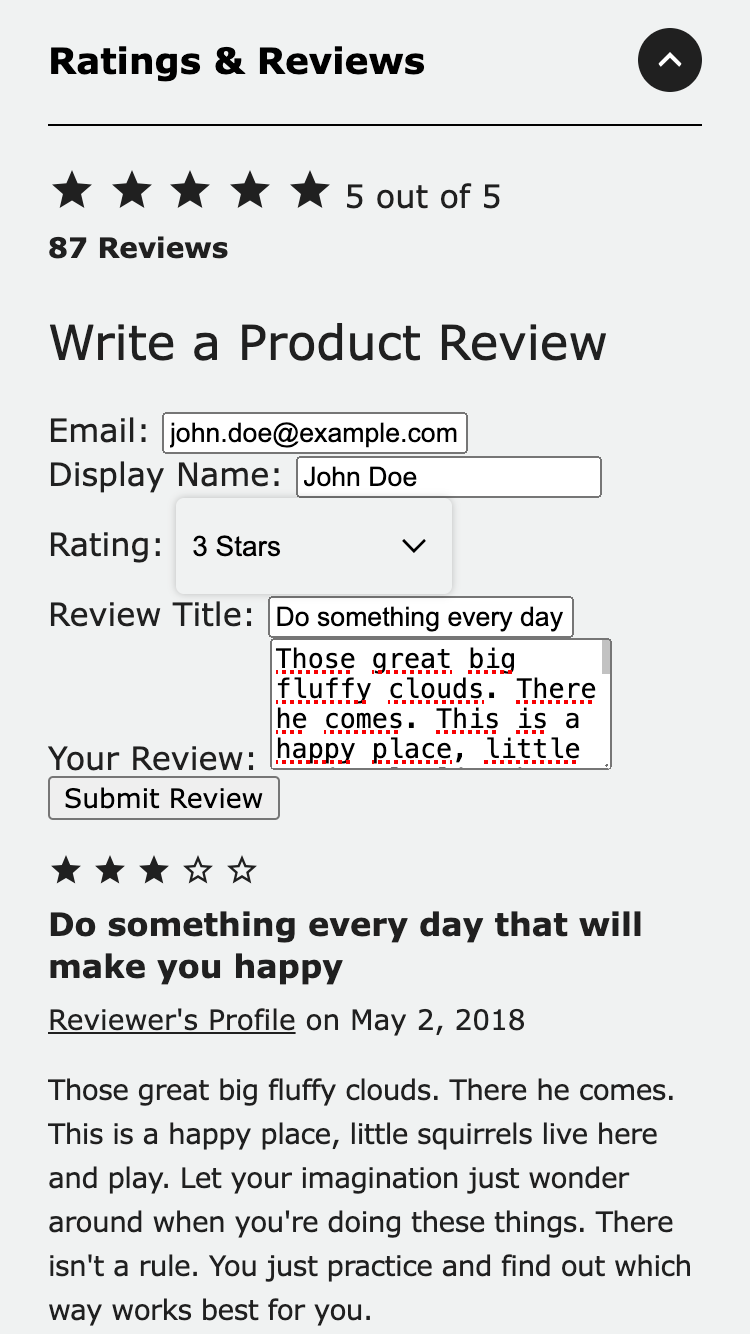 Ratings & Reviews
5 out of 5
87 Reviews
Write a Product Review
Email: john.doe@example.com
Display Name: John Doe
Rating: 3 Stars
Review Title: Do something every day
Those great big
fluffy clouds. There
he comes. This is a
happy place, little
Your Review:
Submit Review
Do something every day that will
make you happy
Reviewer's Profile on May 2, 2018
Those great big fluffy clouds. There he comes.
This is a happy place, little squirrels live here
and play. Let your imagination just wonder
around when you're doing these things. There
isn't a rule. You just practice and find out which
way works best for you.